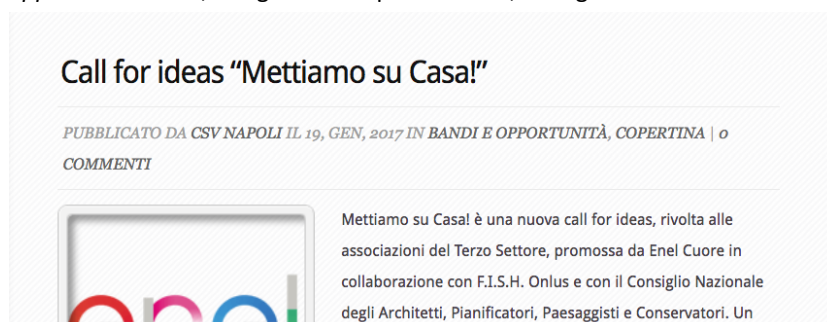 Call for ideas “Mettiamo su Casa!”
PUBBLICATO DA CSV NAPOLI IL 19, GEN, 2017 IN BANDI E OPPORTUNITÀ, COPERTINA | 0
COMMENTI
Mettiamo su Casa! è una nuova call for ideas, rivolta alle
associazioni del Terzo Settore, promossa da Enel Cuore in
collaborazione con F.I.S.H. Onlus e con il Consiglio Nazionale
degli Architetti, Pianificatori, Paesaggisti e Conservatori. Un
enel